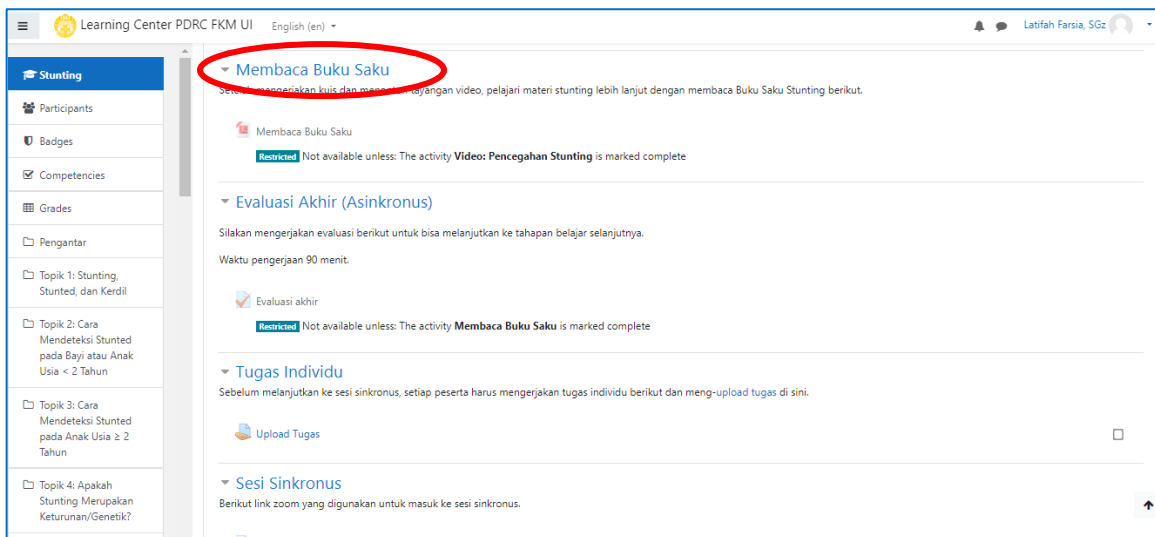 Learning Center PDRC FKM UI English (en) Latifah Farsia, SGz
Stunting
Participants
Badges
Competencies
Grades
Pengantar
Topik 1: Stunting,
Stunted, dan Kerdil
Topik 2: Cara
Mendeteksi Stunted
pada Bayi atau Anak
Usia < 2 Tahun
Topik 3: Cara
Mendeteksi Stunted
pada Anak Usia ≥ 2
Tahun
Topik 4: Apakah
Stunting Merupakan
Keturunan/Genetik?
Membaca Buku Saku
Setelah mengerjakan kuis dan menonton tayangan video, pelajari materi stunting lebih lanjut dengan membaca Buku Saku Stunting berikut.
Membaca Buku Saku
Restricted Not available unless: The activity Video: Pencegahan Stunting is marked complete
Evaluasi Akhir (Asinkronus)
Silakan mengerjakan evaluasi berikut untuk bisa melanjutkan ke tahapan belajar selanjutnya.
Waktu pengerjaan 90 menit.
Evaluasi akhir
Restricted Not available unless: The activity Membaca Buku Saku is marked complete
Tugas Individu
Sebelum melanjutkan ke sesi sinkronus, setiap peserta harus mengerjakan tugas individu berikut dan meng-upload tugas di sini.
Upload Tugas
Sesi Sinkronus
Berikut link zoom yang digunakan untuk masuk ke sesi sinkronus.